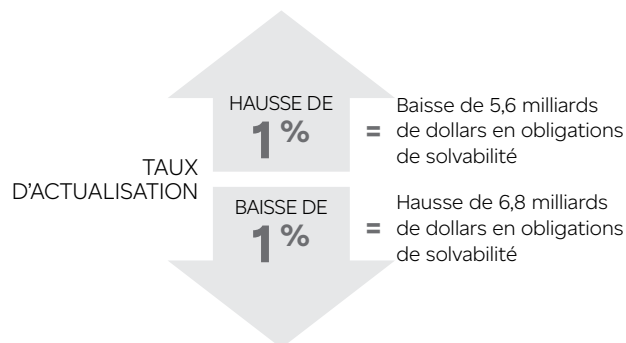 TAUX
D'ACTUALISATION
HAUSSE DE
1 %
=
Baisse de 5,6 milliards
de dollars en obligations
de solvabilité
BAISSE DE
1 %
=
Hausse de 6,8 milliards
de dollars en obligations
de solvabilité